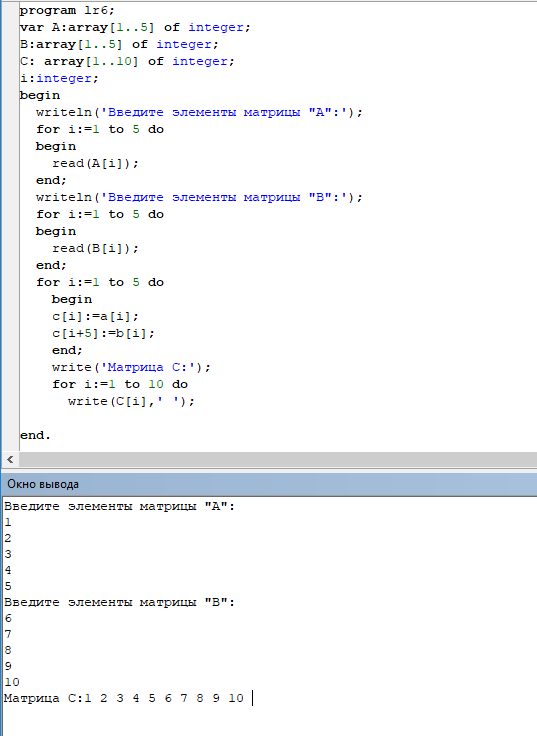 program lr6;
var A:array[1..5] of integer;
B:array[1..5] of integer;
C: array[1..10] of integer;
i:integer;
begin
writeln('Введите элементы матрицы "A":');
for i:=1 to 5 do
begin
read(A[i]);
end;
writeln('Введите элементы матрицы "B":');
for i:=1 to 5 do
begin
read(B[i]);
end;
for i:=1 to 5 do
begin
c[i]:=a[i];
c[i+5]:=b[i];
end;
write('Матрица C:');
for i:=1 to 10 do
write(C[i],' ');
end.
Окно вывода
Введите элементы матрицы "A":
1
2
3
4
5
Введите элементы матрицы "B":
6
7
8
9
10
Матрица C:1 2 3 4 5 6 7 8 9 10